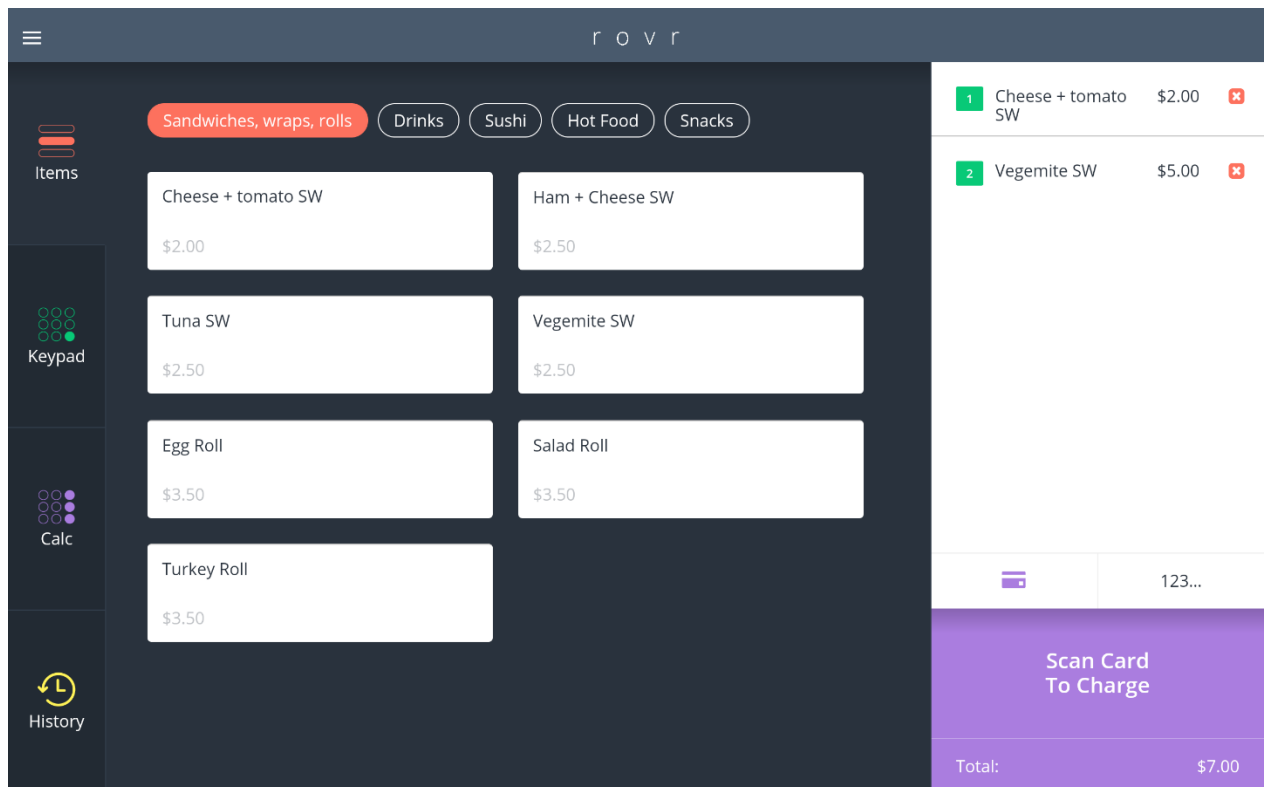 rovr
Items
Keypad
Calc
History
Sandwiches, wraps, rolls
Drinks
Sushi
Hot Food
Snacks
Cheese + tomato SW
$2.00
Ham + Cheese SW
$2.50
Tuna SW
$2.50
Vegemite SW
$2.50
Egg Roll
$3.50
Salad Roll
$3.50
Turkey Roll
$3.50
1 Cheese + tomato $2.00
SW
2 Vegemite SW $5.00
123...
Scan Card
To Charge
Total: $7.00